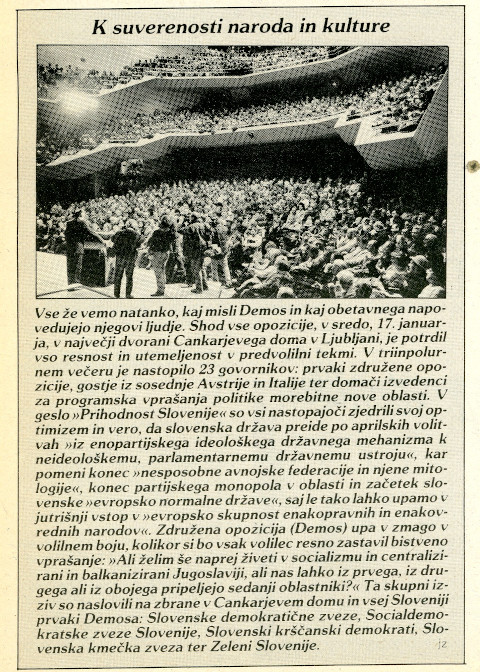 K suverenosti naroda in kulture
Vse že vemo natanko, kaj misli Demos in kaj obetavnega napo-
vedujejo njegovi ljudje. Shod vse opozicije, v sredo, 17. januar-
ja, v največji dvorani Cankarjevega doma v Ljubljani, je potrdil
vso resnost in utemeljenost v predvolilni tekmi. V triinpolur-
nem večeru je nastopilo 23 govornikov: prvaki združene opo-
zicije, gostje iz sosednje Avstrije in Italije ter domači izvedenci
za programska vprašanja politike morebitne nove oblasti. V
geslo »Prihodnost Slovenije« so vsi nastopajoči zjedrili svoj op-
timizem in vero, da slovenska država preide po aprilskih volit-
vah »iz enopartijskega ideološkega državnega mehanizma k
neideološkemu, parlamentarnemu državnemu ustroju«, kar
pomeni konec »nesposobne avnojske federacije in njene mito-
logije«, konec partijskega monopola v oblasti in začetek slo-
venske »evropsko normalne države«, saj le tako lahko upamo v
jutrišnji vstop v »evropsko skupnost enakopravnih in enakov-
rednih narodov«. Združena opozicija (Demos) upa v zmago v
volilnem boju, kolikor si bo vsak volilec resno zastavil bistveno
vprašanje: »Ali želim še naprej živeti v socializmu in centralizi-
rani in balkanizirani Jugoslaviji, ali nas lahko iz prvega, iz dru-
gega ali iz obojega pripeljejo sedanji oblastniki?« Ta skupni iz-
ziv so naslovili na zbrane v Cankarjevem domu in vsej Sloveniji
prvaki Demosa: Slovenske demokratične zveze, Socialdemo-
kratske zveze Slovenije, Slovenski krščanski demokrati, Slo-
venska kmečka zveza ter Zeleni Slovenije.